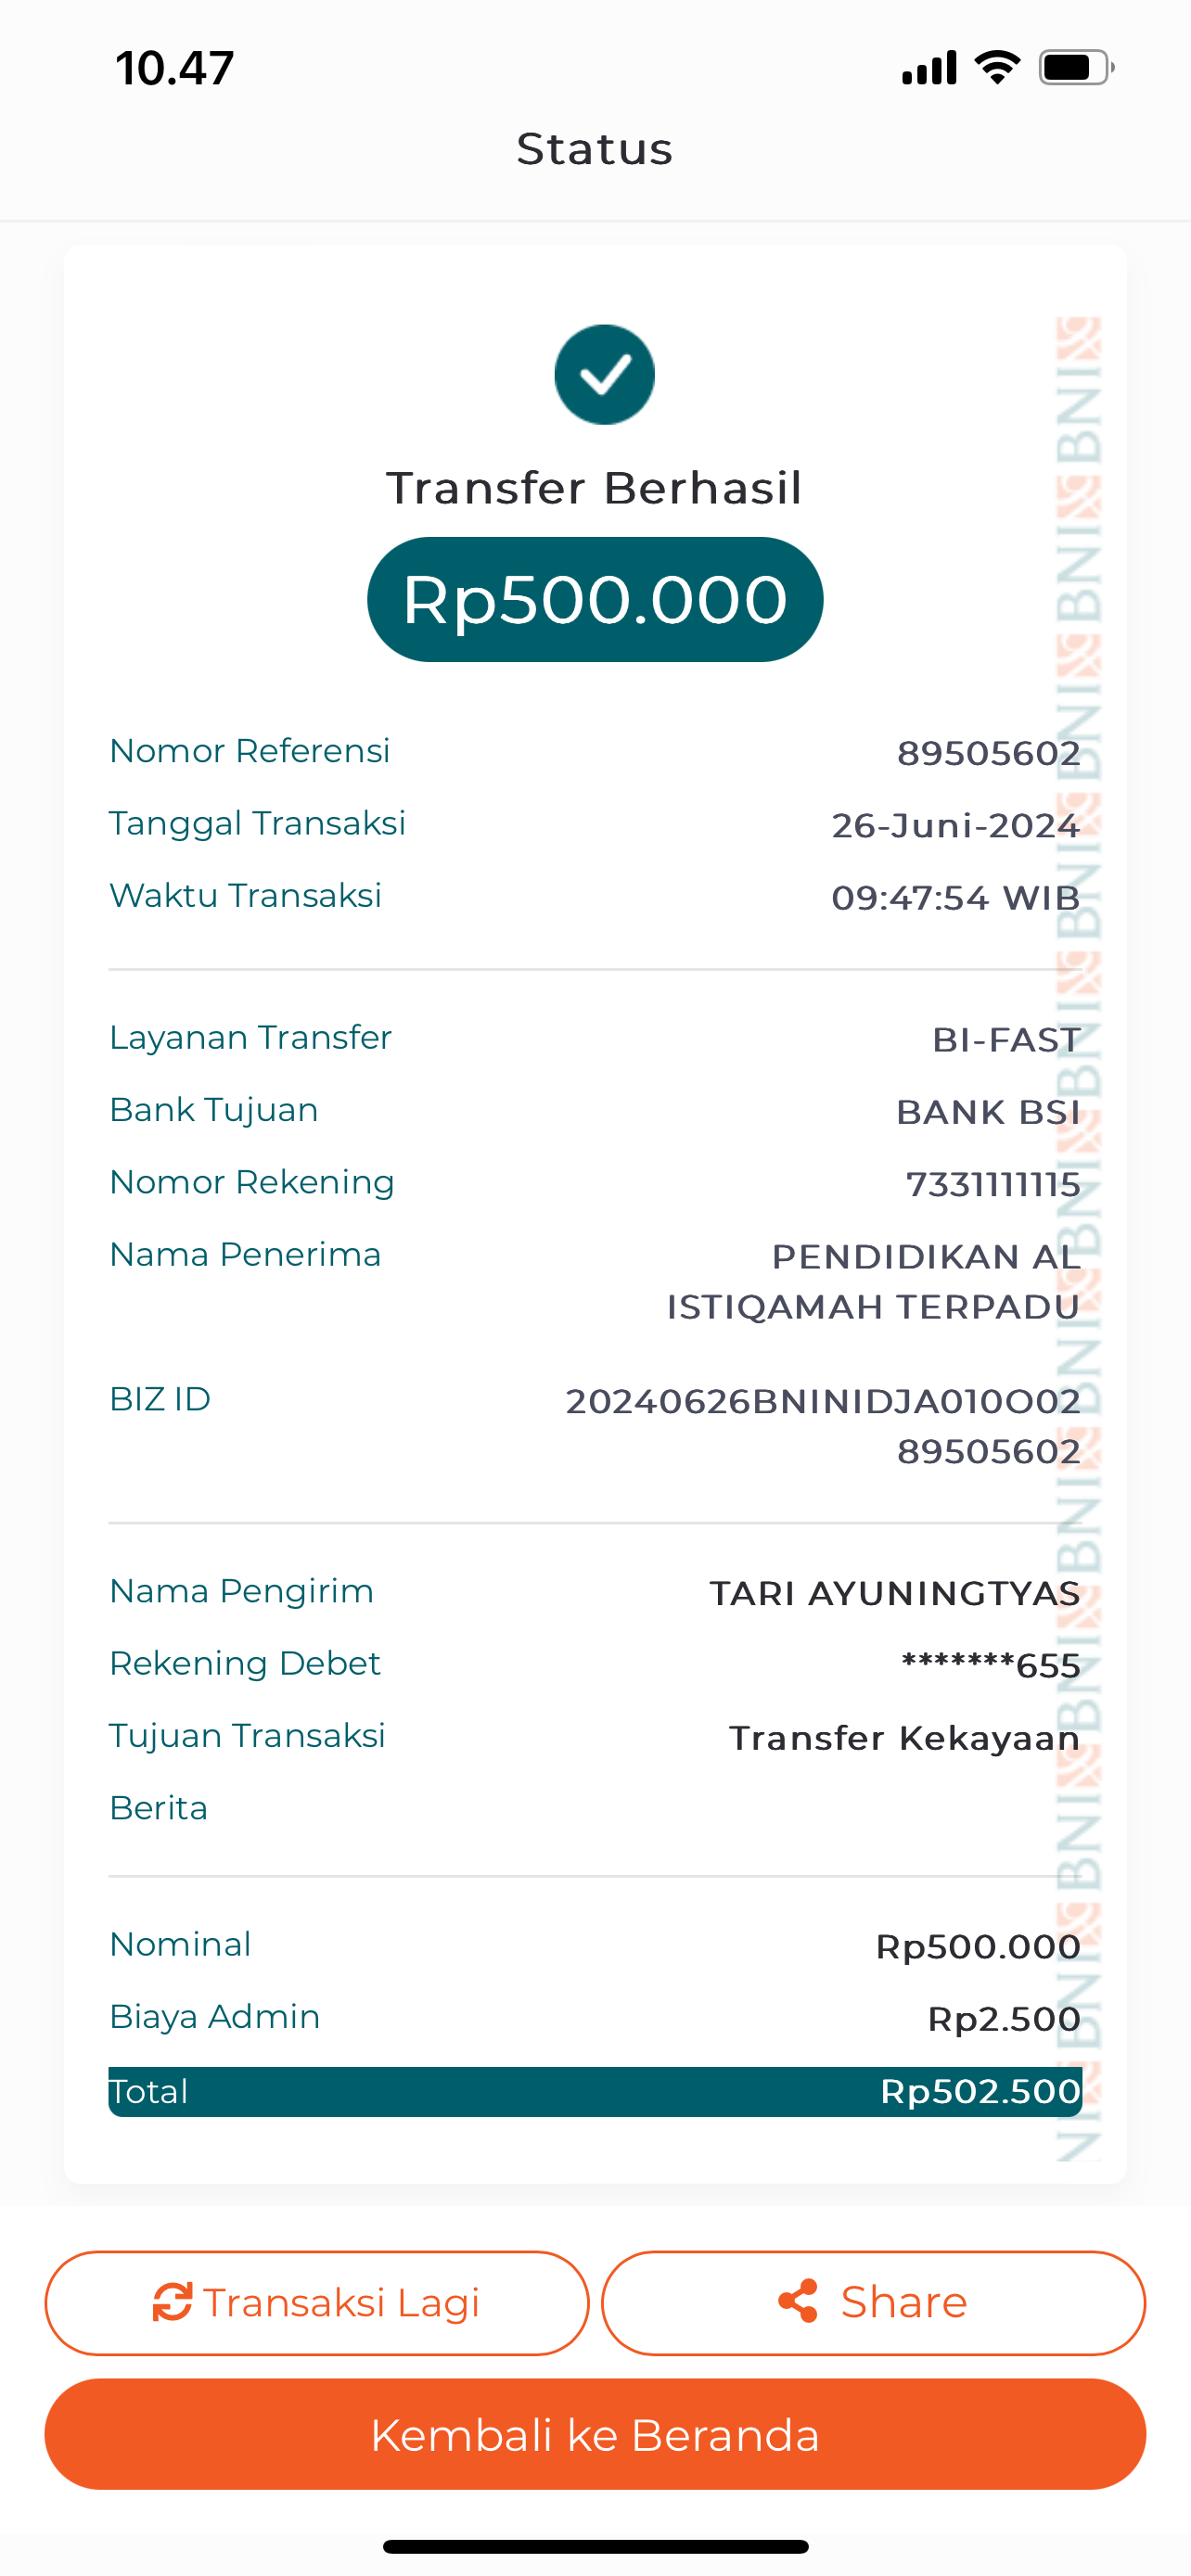 10.47
Status
Transfer Berhasil
Rp500.000
Nomor Referensi 89505602
Tanggal Transaksi 26-Juni-2024
Waktu Transaksi 09:47:54 WIB
Layanan Transfer BI-FAST
Bank Tujuan BANK BSI
Nomor Rekening 7331111115
Nama Penerima PENDIDIKAN AL
ISTIQAMAH TERPADU
BIZ ID 20240626BNINIDJA010O02
89505602
Nama Pengirim TARI AYUNINGTYAS
Rekening Debet *******655
Tujuan Transaksi Transfer Kekayaan
Berita
Nominal Rp500.000
Biaya Admin Rp2.500
Total Rp502.500
BNI BNI BNI BNI BNI BNI BNI BNI BNI BNI BNI
Transaksi Lagi
Share
Kembali ke Beranda